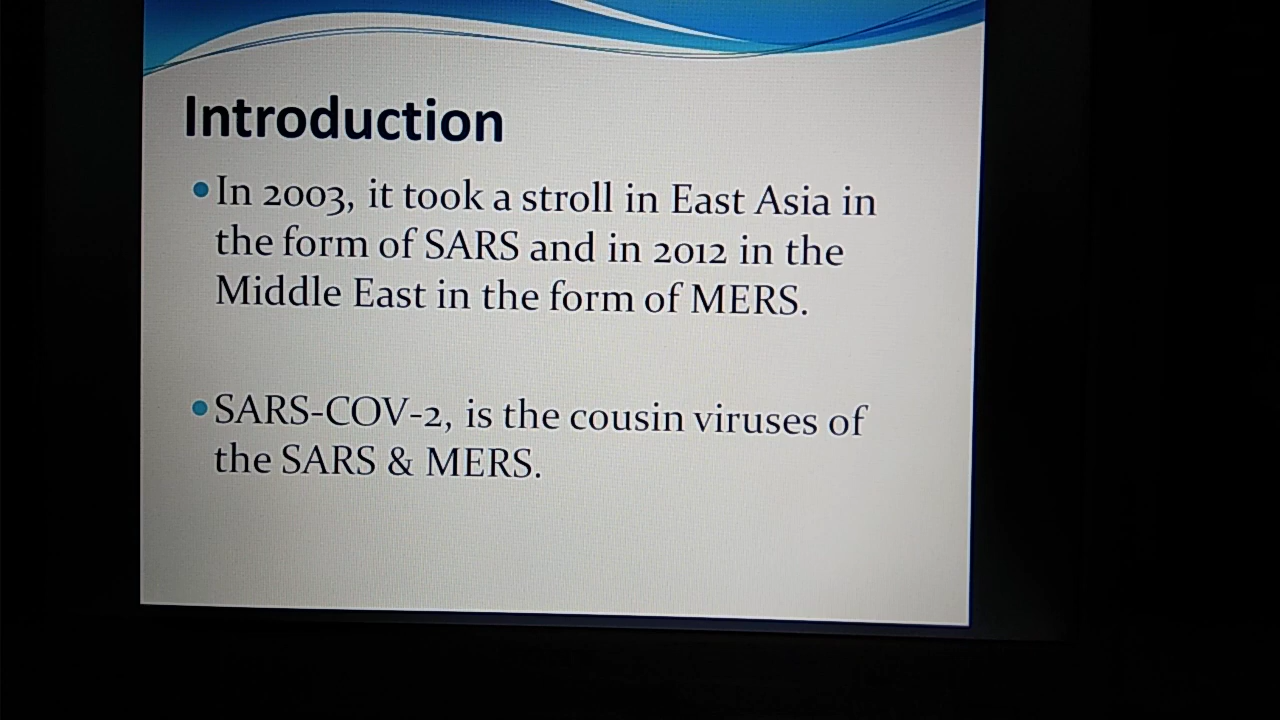 Introduction
•In 2003, it took a stroll in East Asia in
the form of SARS and in 2012 in the
Middle East in the form of MERS.
•SARS-COV-2, is the cousin viruses of
the SARS & MERS.